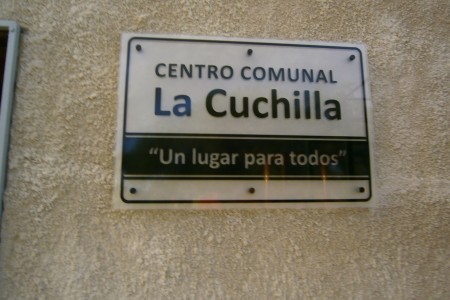 CENTRO COMUNAL
La Cuchilla
“Un lugar para todos”